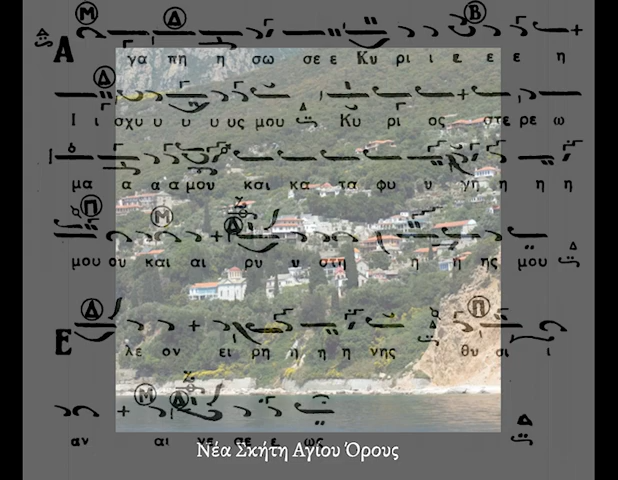 Α γα πη η σω σε ε Κυ ρι ι ε ε ε η
Ι ι σχυ υ υ υ υς μου Κυ ρι ος στε ρε ω
μα α α α μου και κα τα φυ υ γη η η η
μου ου και αι ρυ υ στη η η ης μου
Ε λε ον ει ρη η η η νης θυ σι ι
αν αι νε σε ε ως
Νέα Σκήτη Αγίου Όρους